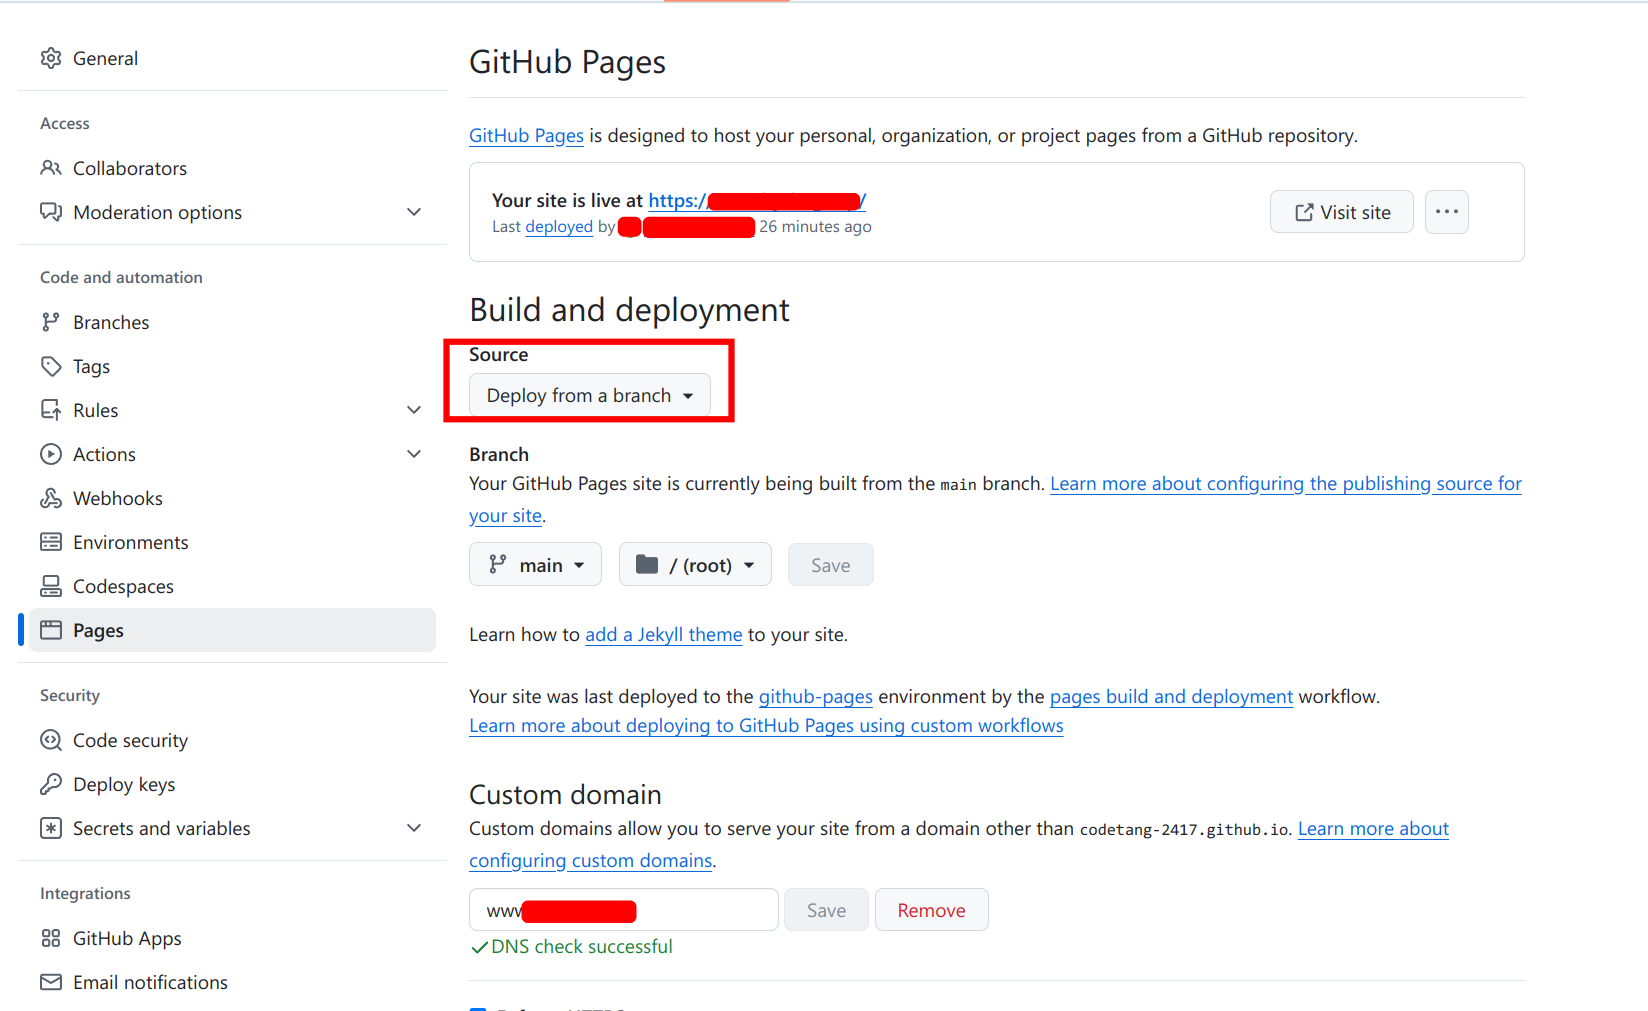 General
Access
Collaborators
Moderation options
Code and automation
Branches
Tags
Rules
Actions
Webhooks
Environments
Codespaces
Pages
Security
Code security
Deploy keys
Secrets and variables
Integrations
GitHub Apps
Email notifications
GitHub Pages
GitHub Pages is designed to host your personal, organization, or project pages from a GitHub repository.
Your site is live at https:/
Last deployed by 26 minutes ago
Visit site
Build and deployment
Source
Deploy from a branch
Branch
Your GitHub Pages site is currently being built from the main branch. Learn more about configuring the publishing source for
your site.
main / (root) Save
Learn how to add a Jekyll theme to your site.
Your site was last deployed to the github-pages environment by the pages build and deployment workflow.
Learn more about deploying to GitHub Pages using custom workflows
Custom domain
Custom domains allow you to serve your site from a domain other than codetang-2417.github.io. Learn more about
configuring custom domains.
www Save Remove
DNS check successful